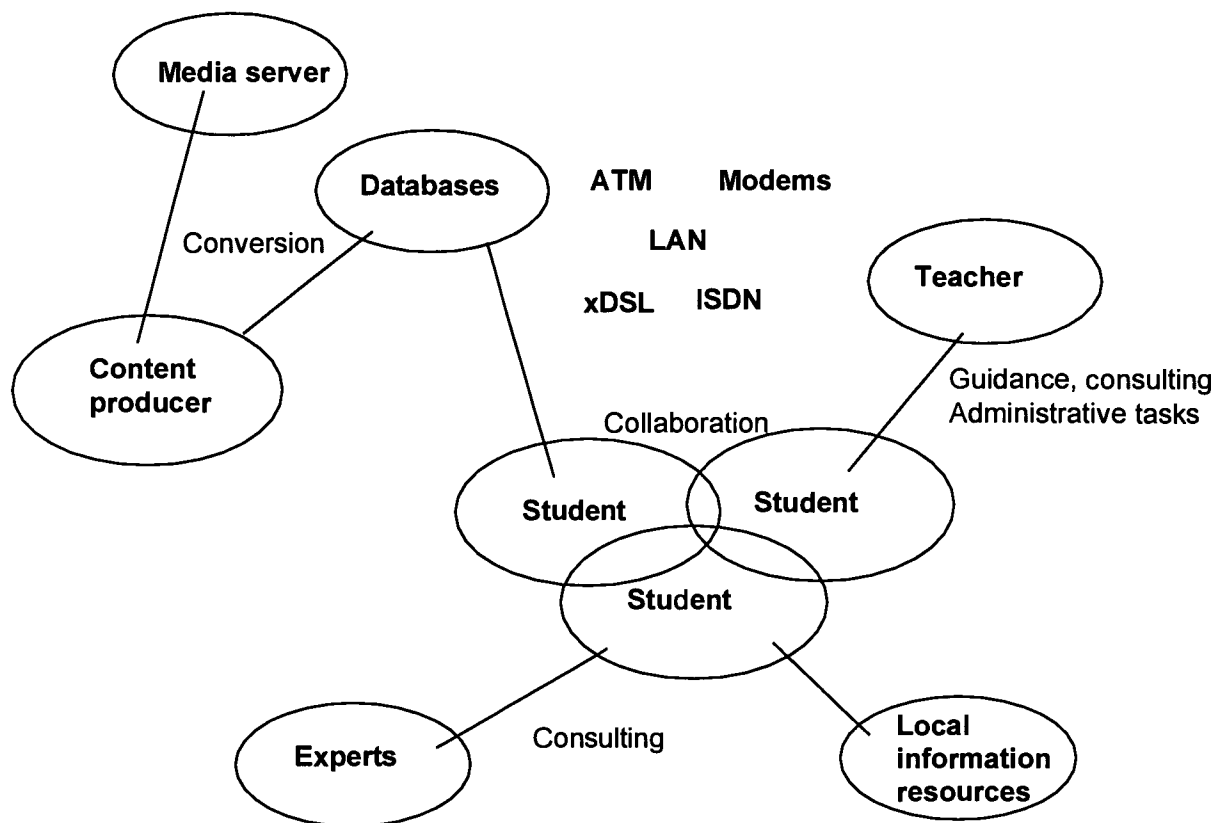 Media server
Databases
ATM Modems
Conversion
LAN
Teacher
xDSL ISDN
Content
producer
Guidance, consulting
Administrative tasks
Collaboration
Student
Student
Student
Experts
Consulting
Local
information
resources